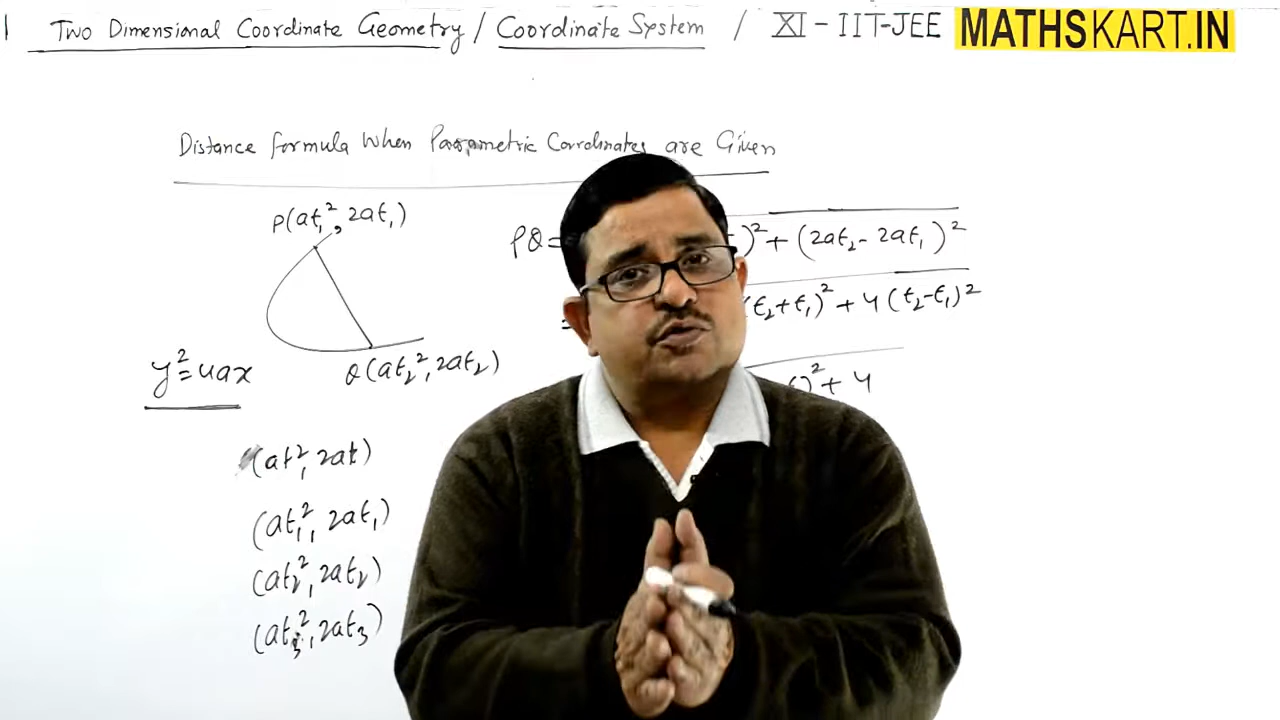 1 Two Dimensional Coordinate Geometry / Coordinate System / XI - IIT-JEE MATHSKART.IN
Distance formula When Parametric Coordinates are Given
P(at₁², 2at₁)
PQ= )² + (2at₂ - 2at₁)²
= (t₂+t₁)² + 4(t₂-t₁)²
)² + 4
y² = 4ax
Q(at₂², 2at₂)
(at², 2at)
(at₁², 2at₁)
(at₂², 2at₂)
(at₃², 2at₃)